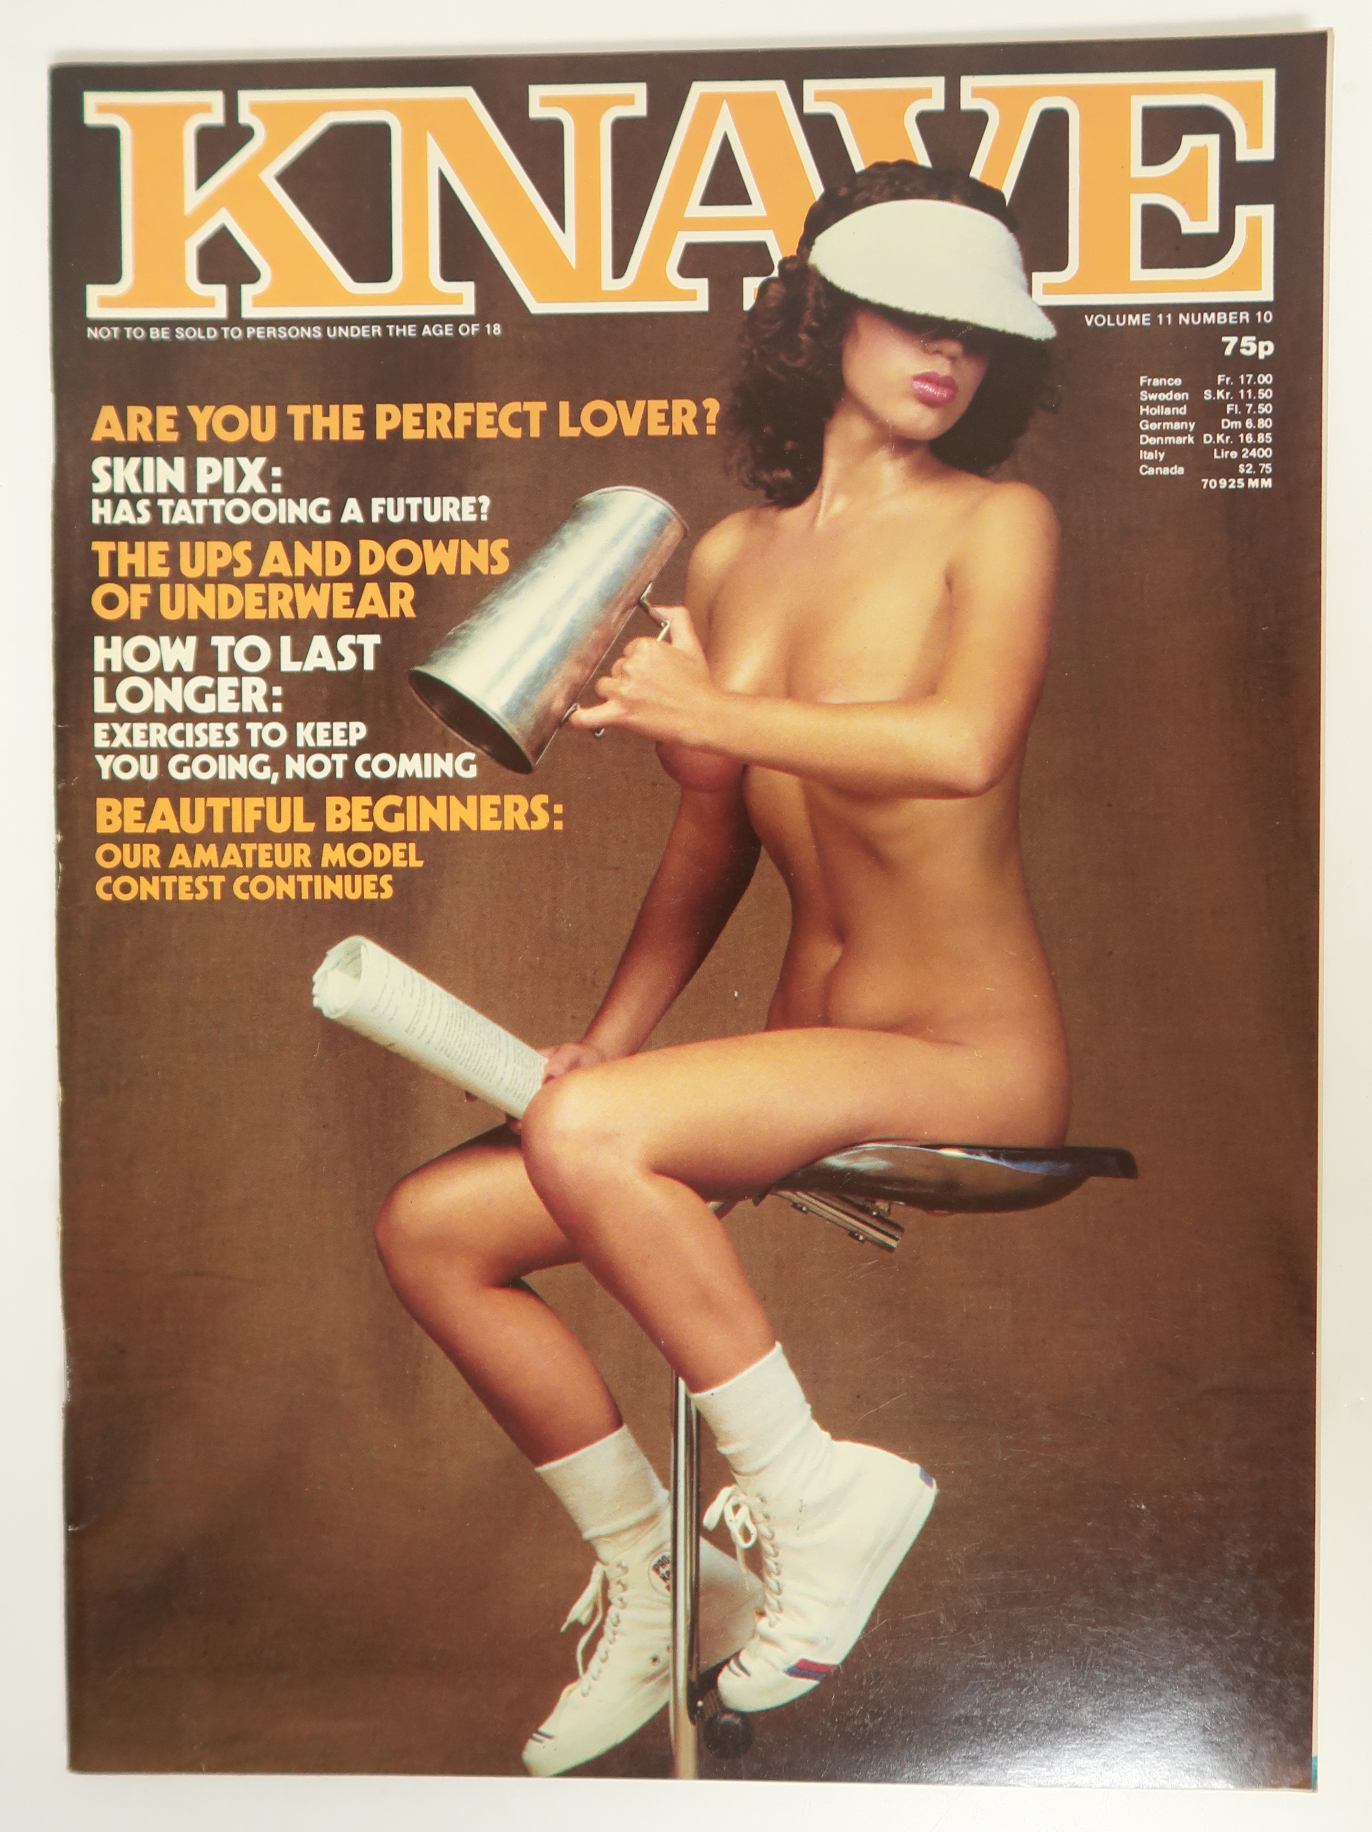 KNAVE
NOT TO BE SOLD TO PERSONS UNDER THE AGE OF 18
VOLUME 11 NUMBER 10
75p
France Fr. 17.00
Sweden S.Kr. 11.50
Holland Fl. 7.50
Germany Dm 6.80
Denmark D.Kr. 16.85
Italy Lire 2400
Canada $2.75
70925 MM
ARE YOU THE PERFECT LOVER?
SKIN PIX:
HAS TATTOOING A FUTURE?
THE UPS AND DOWNS
OF UNDERWEAR
HOW TO LAST
LONGER:
EXERCISES TO KEEP
YOU GOING, NOT COMING
BEAUTIFUL BEGINNERS:
OUR AMATEUR MODEL
CONTEST CONTINUES